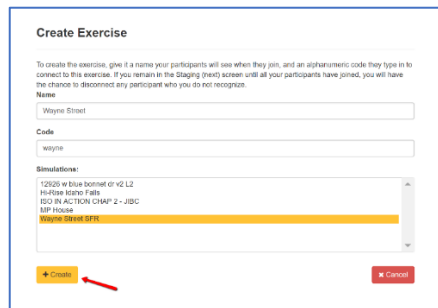 Create Exercise
To create the exercise, give it a name your participants will see when they join, and an alphanumeric code they type in to
connect to this exercise. If you remain in the Staging (next) screen until all your participants have joined, you will have
the chance to disconnect any participant who you do not recognize.
Name
Wayne Street
Code
wayne
Simulations:
12926 w blue bonnet dr v2 L2
Hi-Rise Idaho Falls
ISO IN ACTION CHAP 2 - JIBC
MP House
Wayne Street SFR
+ Create
× Cancel